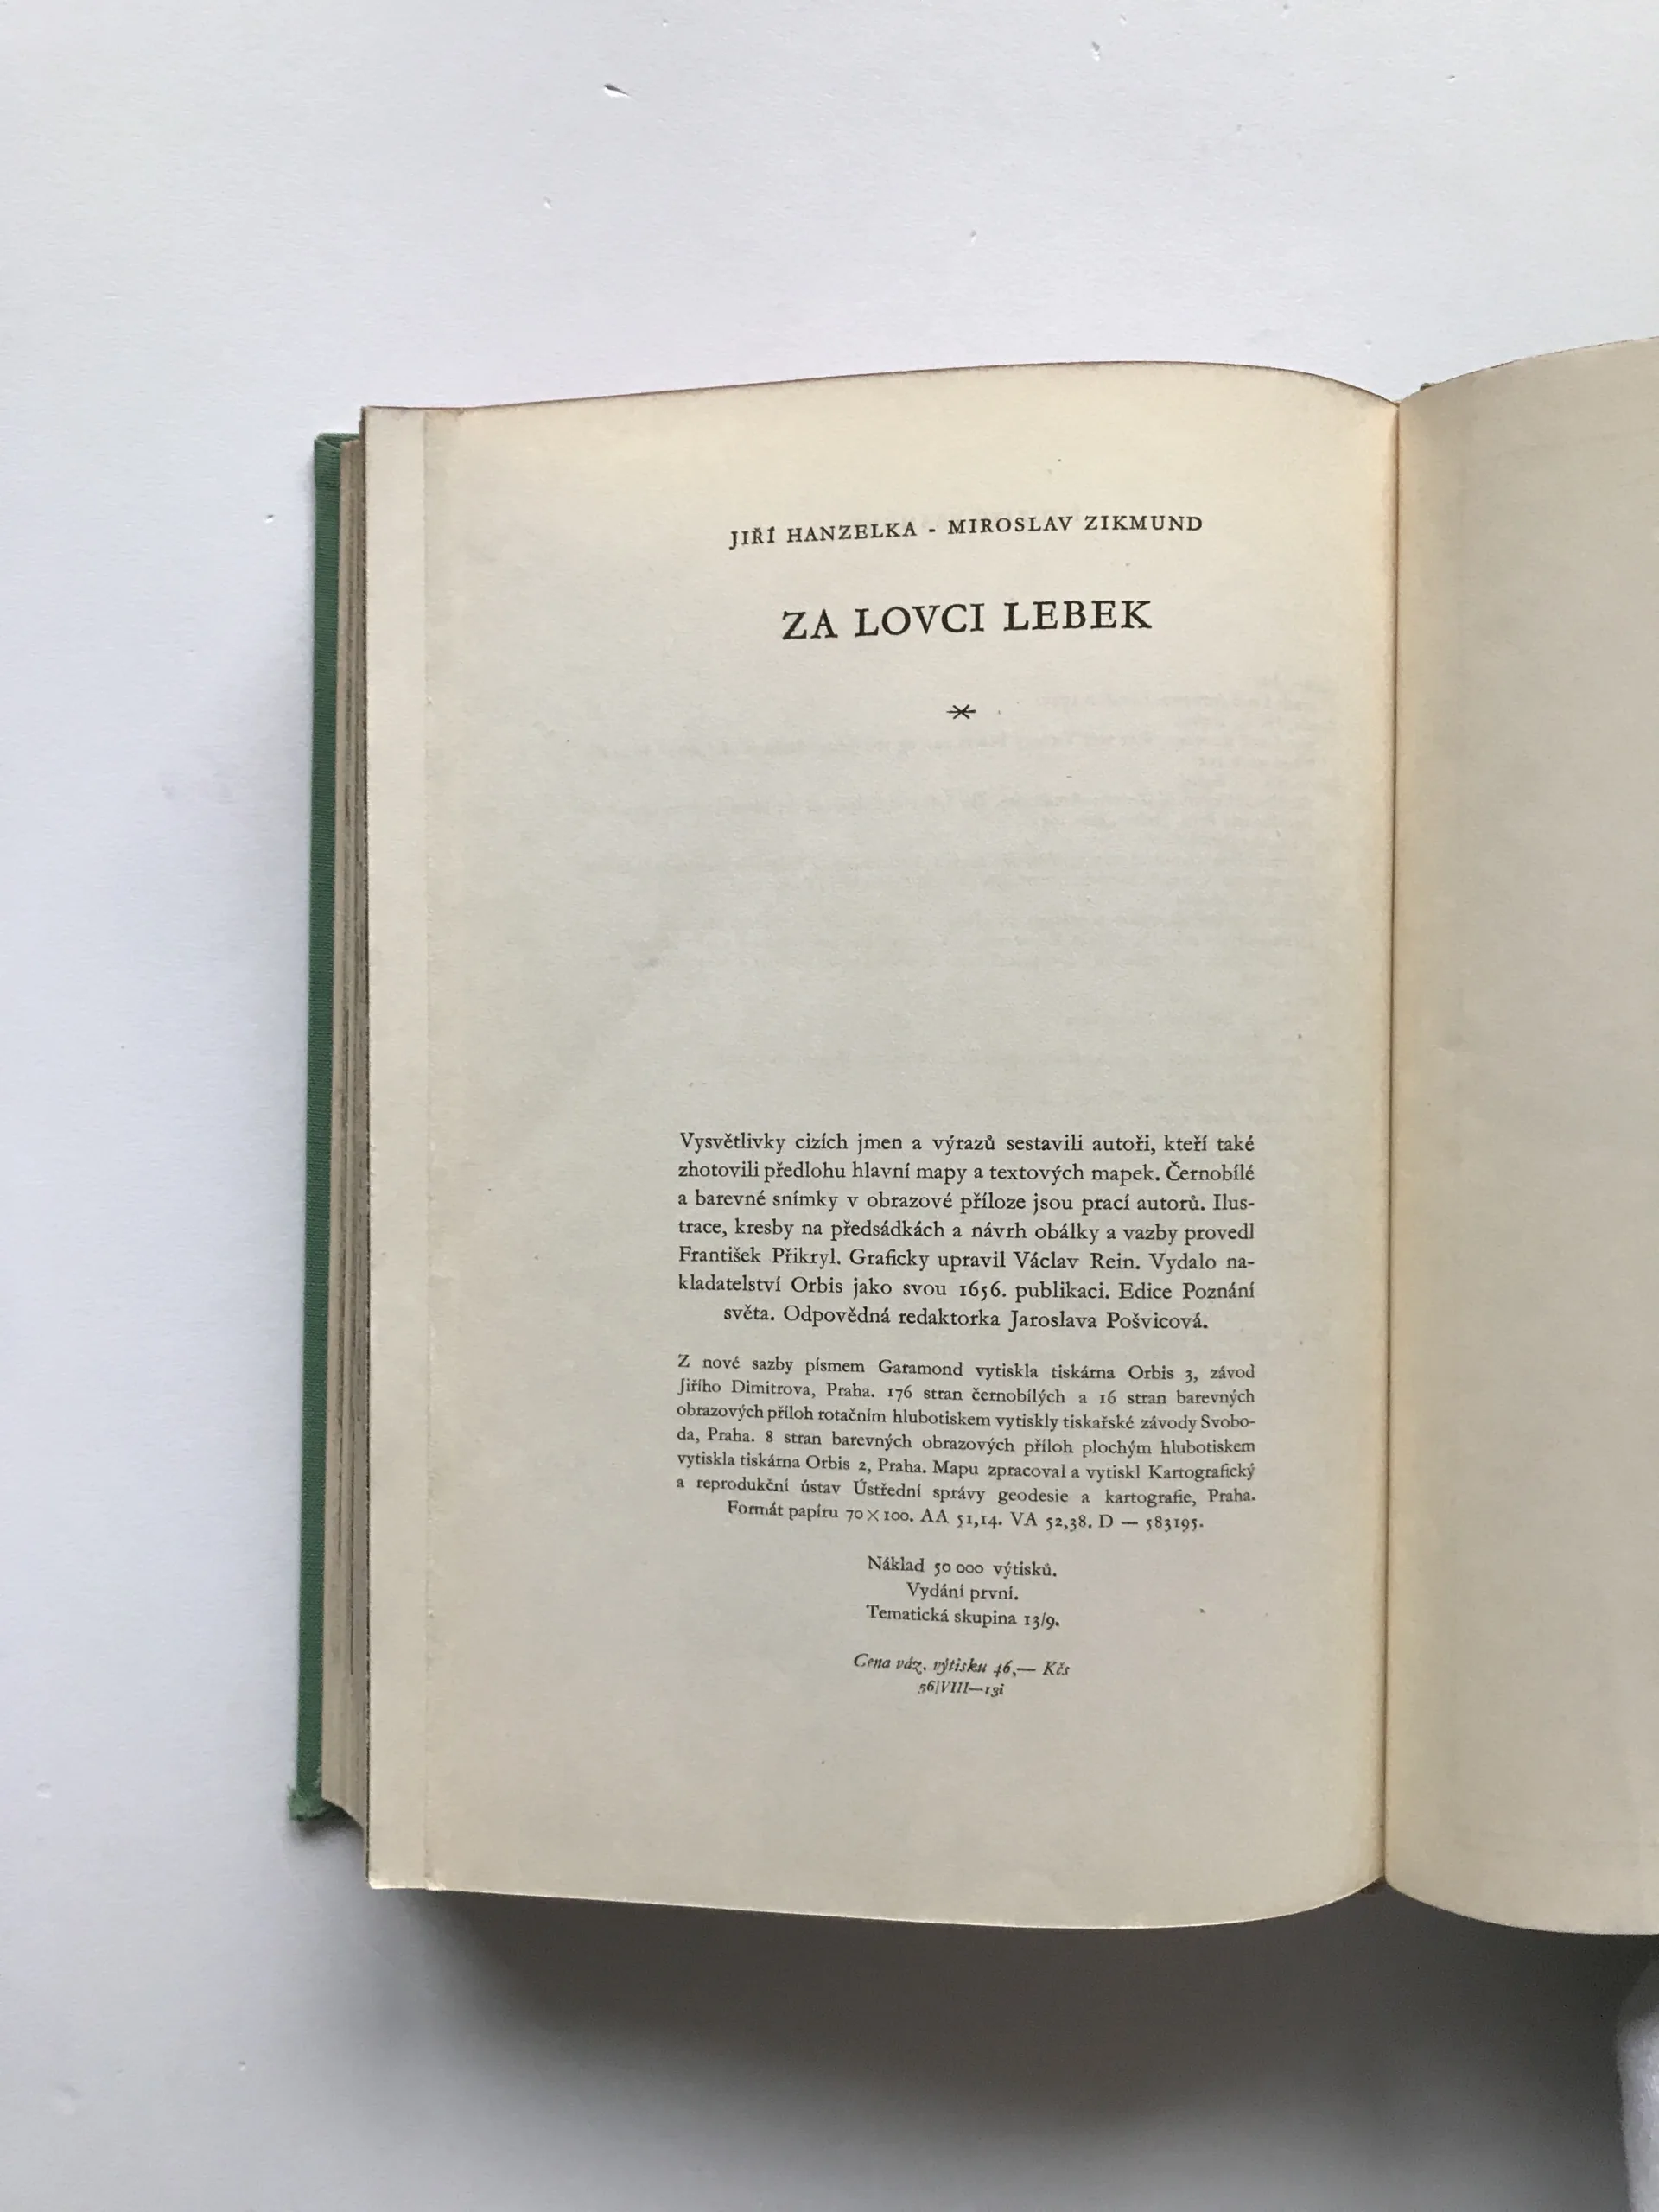 JIŘÍ HANZELKA - MIROSLAV ZIKMUND
ZA LOVCI LEBEK
Vysvětlivky cizích jmen a výrazů sestavili autoři, kteří také
zhotovili předlohu hlavní mapy a textových mapek. Černobílé
a barevné snímky v obrazové příloze jsou prací autorů. Ilus-
trace, kresby na předsádkách a návrh obálky a vazby provedl
František Přikryl. Graficky upravil Václav Rein. Vydalo na-
kladatelství Orbis jako svou 1656. publikaci. Edice Poznání
světa. Odpovědná redaktorka Jaroslava Pošvicová.
Z nové sazby písmem Garamond vytiskla tiskárna Orbis 3, závod
Jiřího Dimitrova, Praha. 176 stran černobílých a 16 stran barevných
obrazových příloh rotačním hlubotiskem vytiskly tiskařské závody Svobo-
da, Praha. 8 stran barevných obrazových příloh plochým hlubotiskem
vytiskla tiskárna Orbis 2, Praha. Mapu zpracoval a vytiskl Kartografický
a reprodukční ústav Ústřední správy geodesie a kartografie, Praha.
Formát papíru 70×100. AA 51,14. VA 52,38. D — 583195.
Náklad 50 000 výtisků.
Vydání první.
Tematická skupina 13/9.
Cena váz. výtisku 46,— Kčs
56/VIII—13i